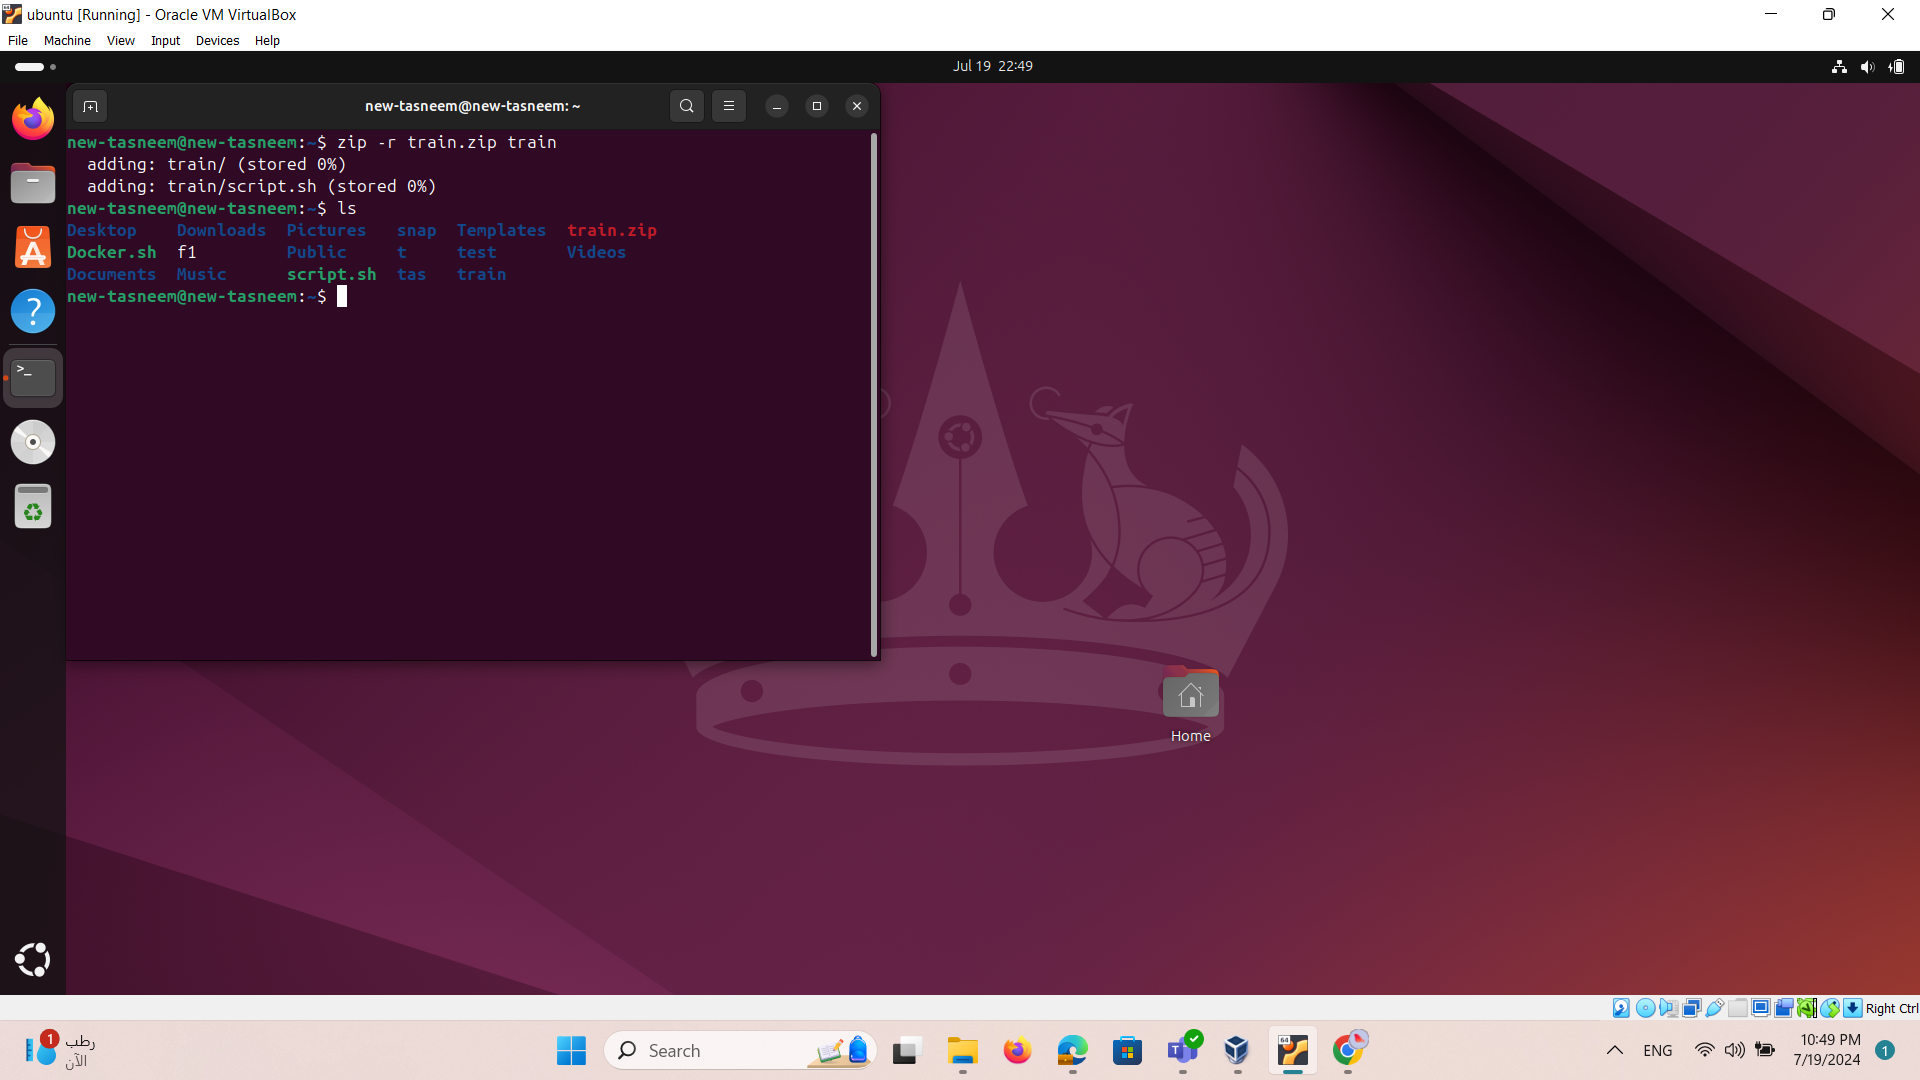 ubuntu [Running] - Oracle VM VirtualBox
File Machine View Input Devices Help
Jul 19 22:49
new-tasneem@new-tasneem: ~
new-tasneem@new-tasneem:~$ zip -r train.zip train
  adding: train/ (stored 0%)
  adding: train/script.sh (stored 0%)
new-tasneem@new-tasneem:~$ ls
Desktop Downloads Pictures snap Templates train.zip
Docker.sh f1 Public t test Videos
Documents Music script.sh tas train
new-tasneem@new-tasneem:~$
Home
Right Ctrl
1
رطب
الآن
Search
64
ENG
10:49 PM
7/19/2024
1